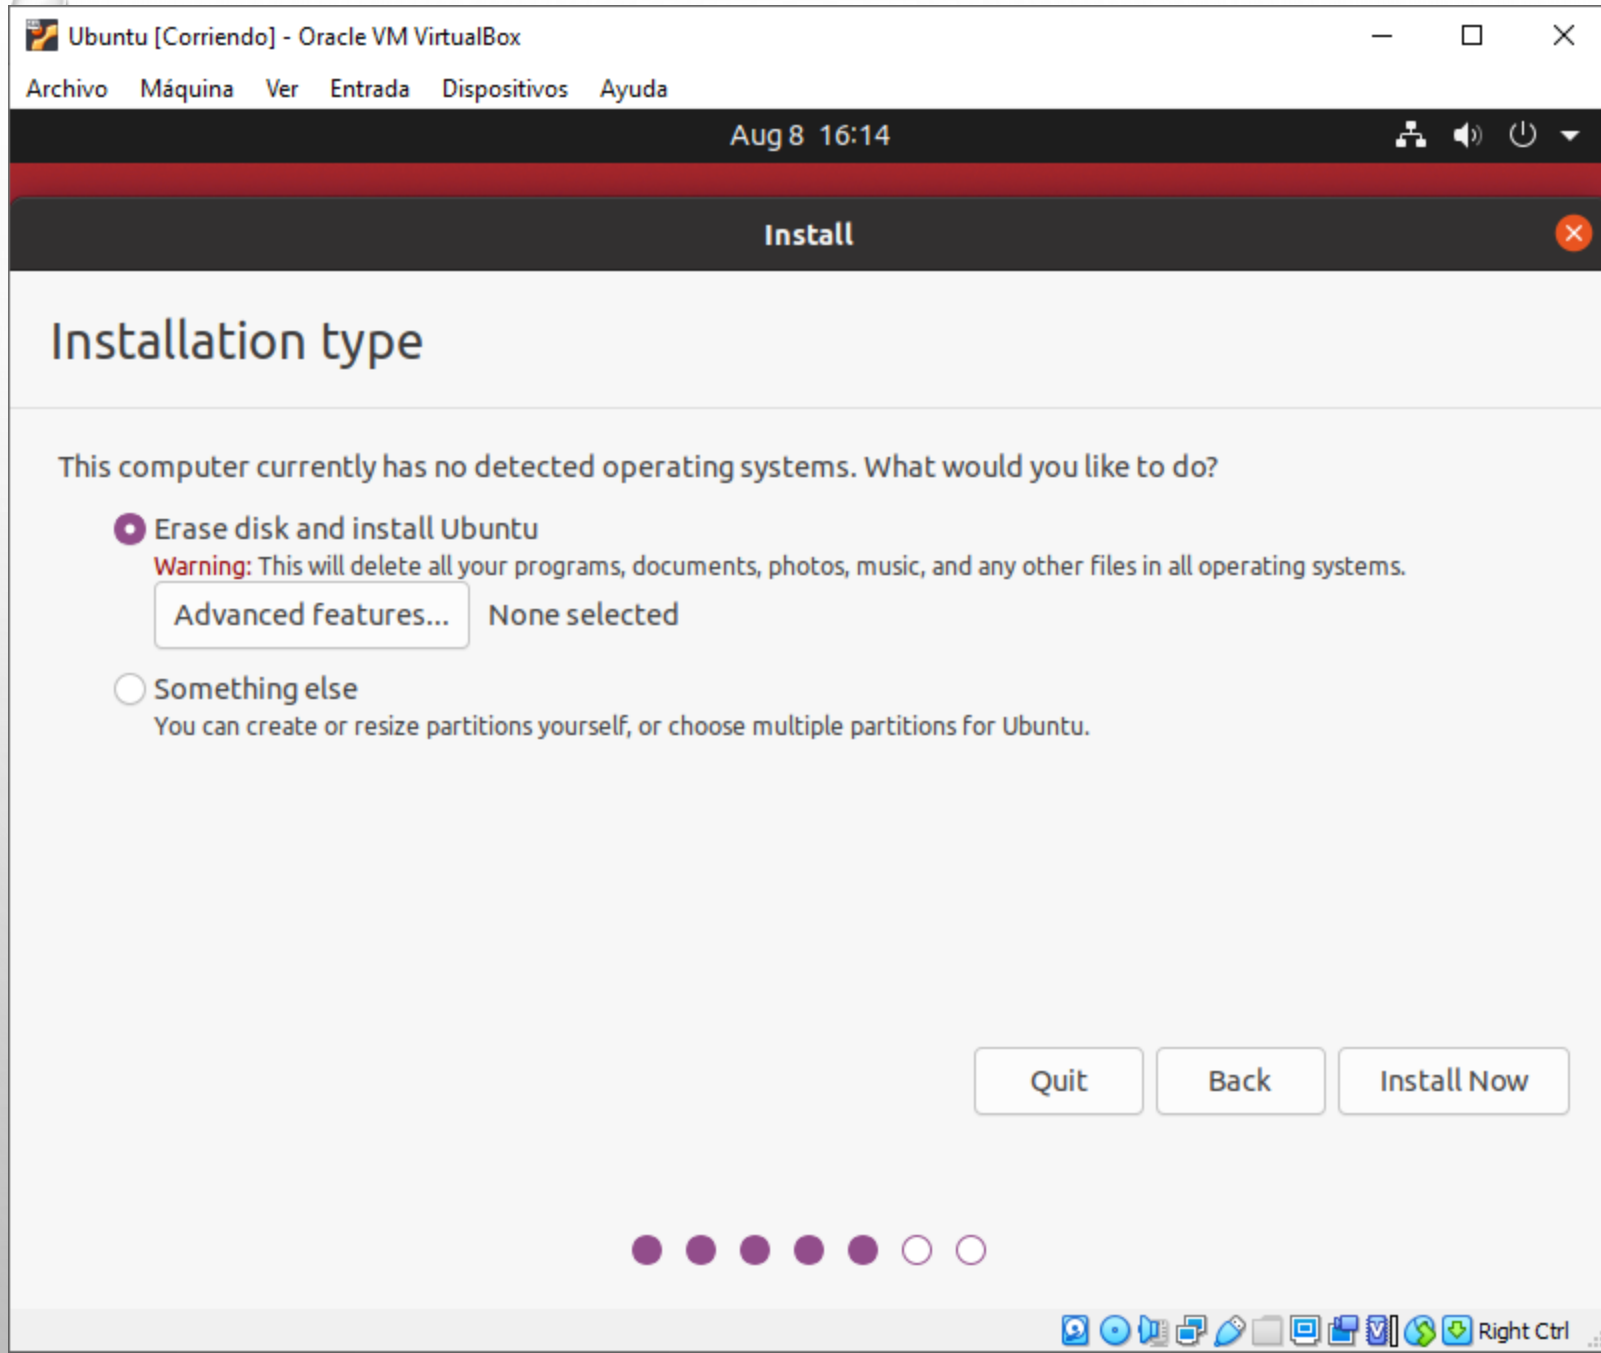 Ubuntu [Corriendo] - Oracle VM VirtualBox
Archivo Máquina Ver Entrada Dispositivos Ayuda
Aug 8 16:14
Install
Installation type
This computer currently has no detected operating systems. What would you like to do?
Erase disk and install Ubuntu
Warning: This will delete all your programs, documents, photos, music, and any other files in all operating systems.
Advanced features... None selected
Something else
You can create or resize partitions yourself, or choose multiple partitions for Ubuntu.
Quit Back Install Now
Right Ctrl